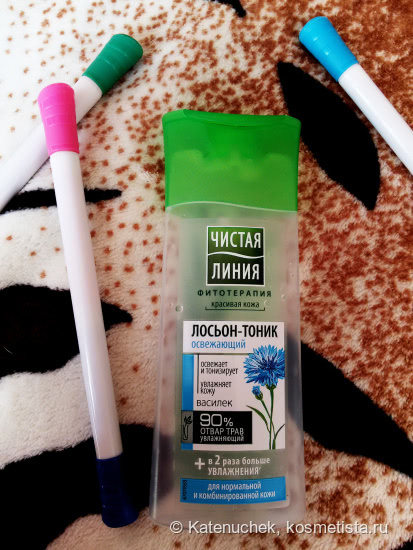 ЧИСТАЯ
ЛИНИЯ
ФИТОТЕРАПИЯ
красивая кожа
ЛОСЬОН-ТОНИК
освежающий
освежает
и тонизирует
увлажняет
кожу
василек
90%
ОТВАР ТРАВ
увлажняющий
+ в 2 раза больше
УВЛАЖНЕНИЯ
для нормальной
и комбинированной кожи
© Katenuchek, kosmetista.ru